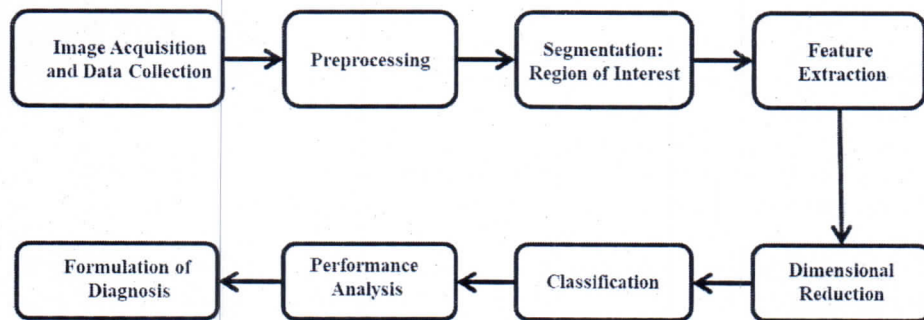 Image Acquisition
and Data Collection
Preprocessing
Segmentation:
Region of Interest
Feature
Extraction
Dimensional
Reduction
Classification
Performance
Analysis
Formulation of
Diagnosis